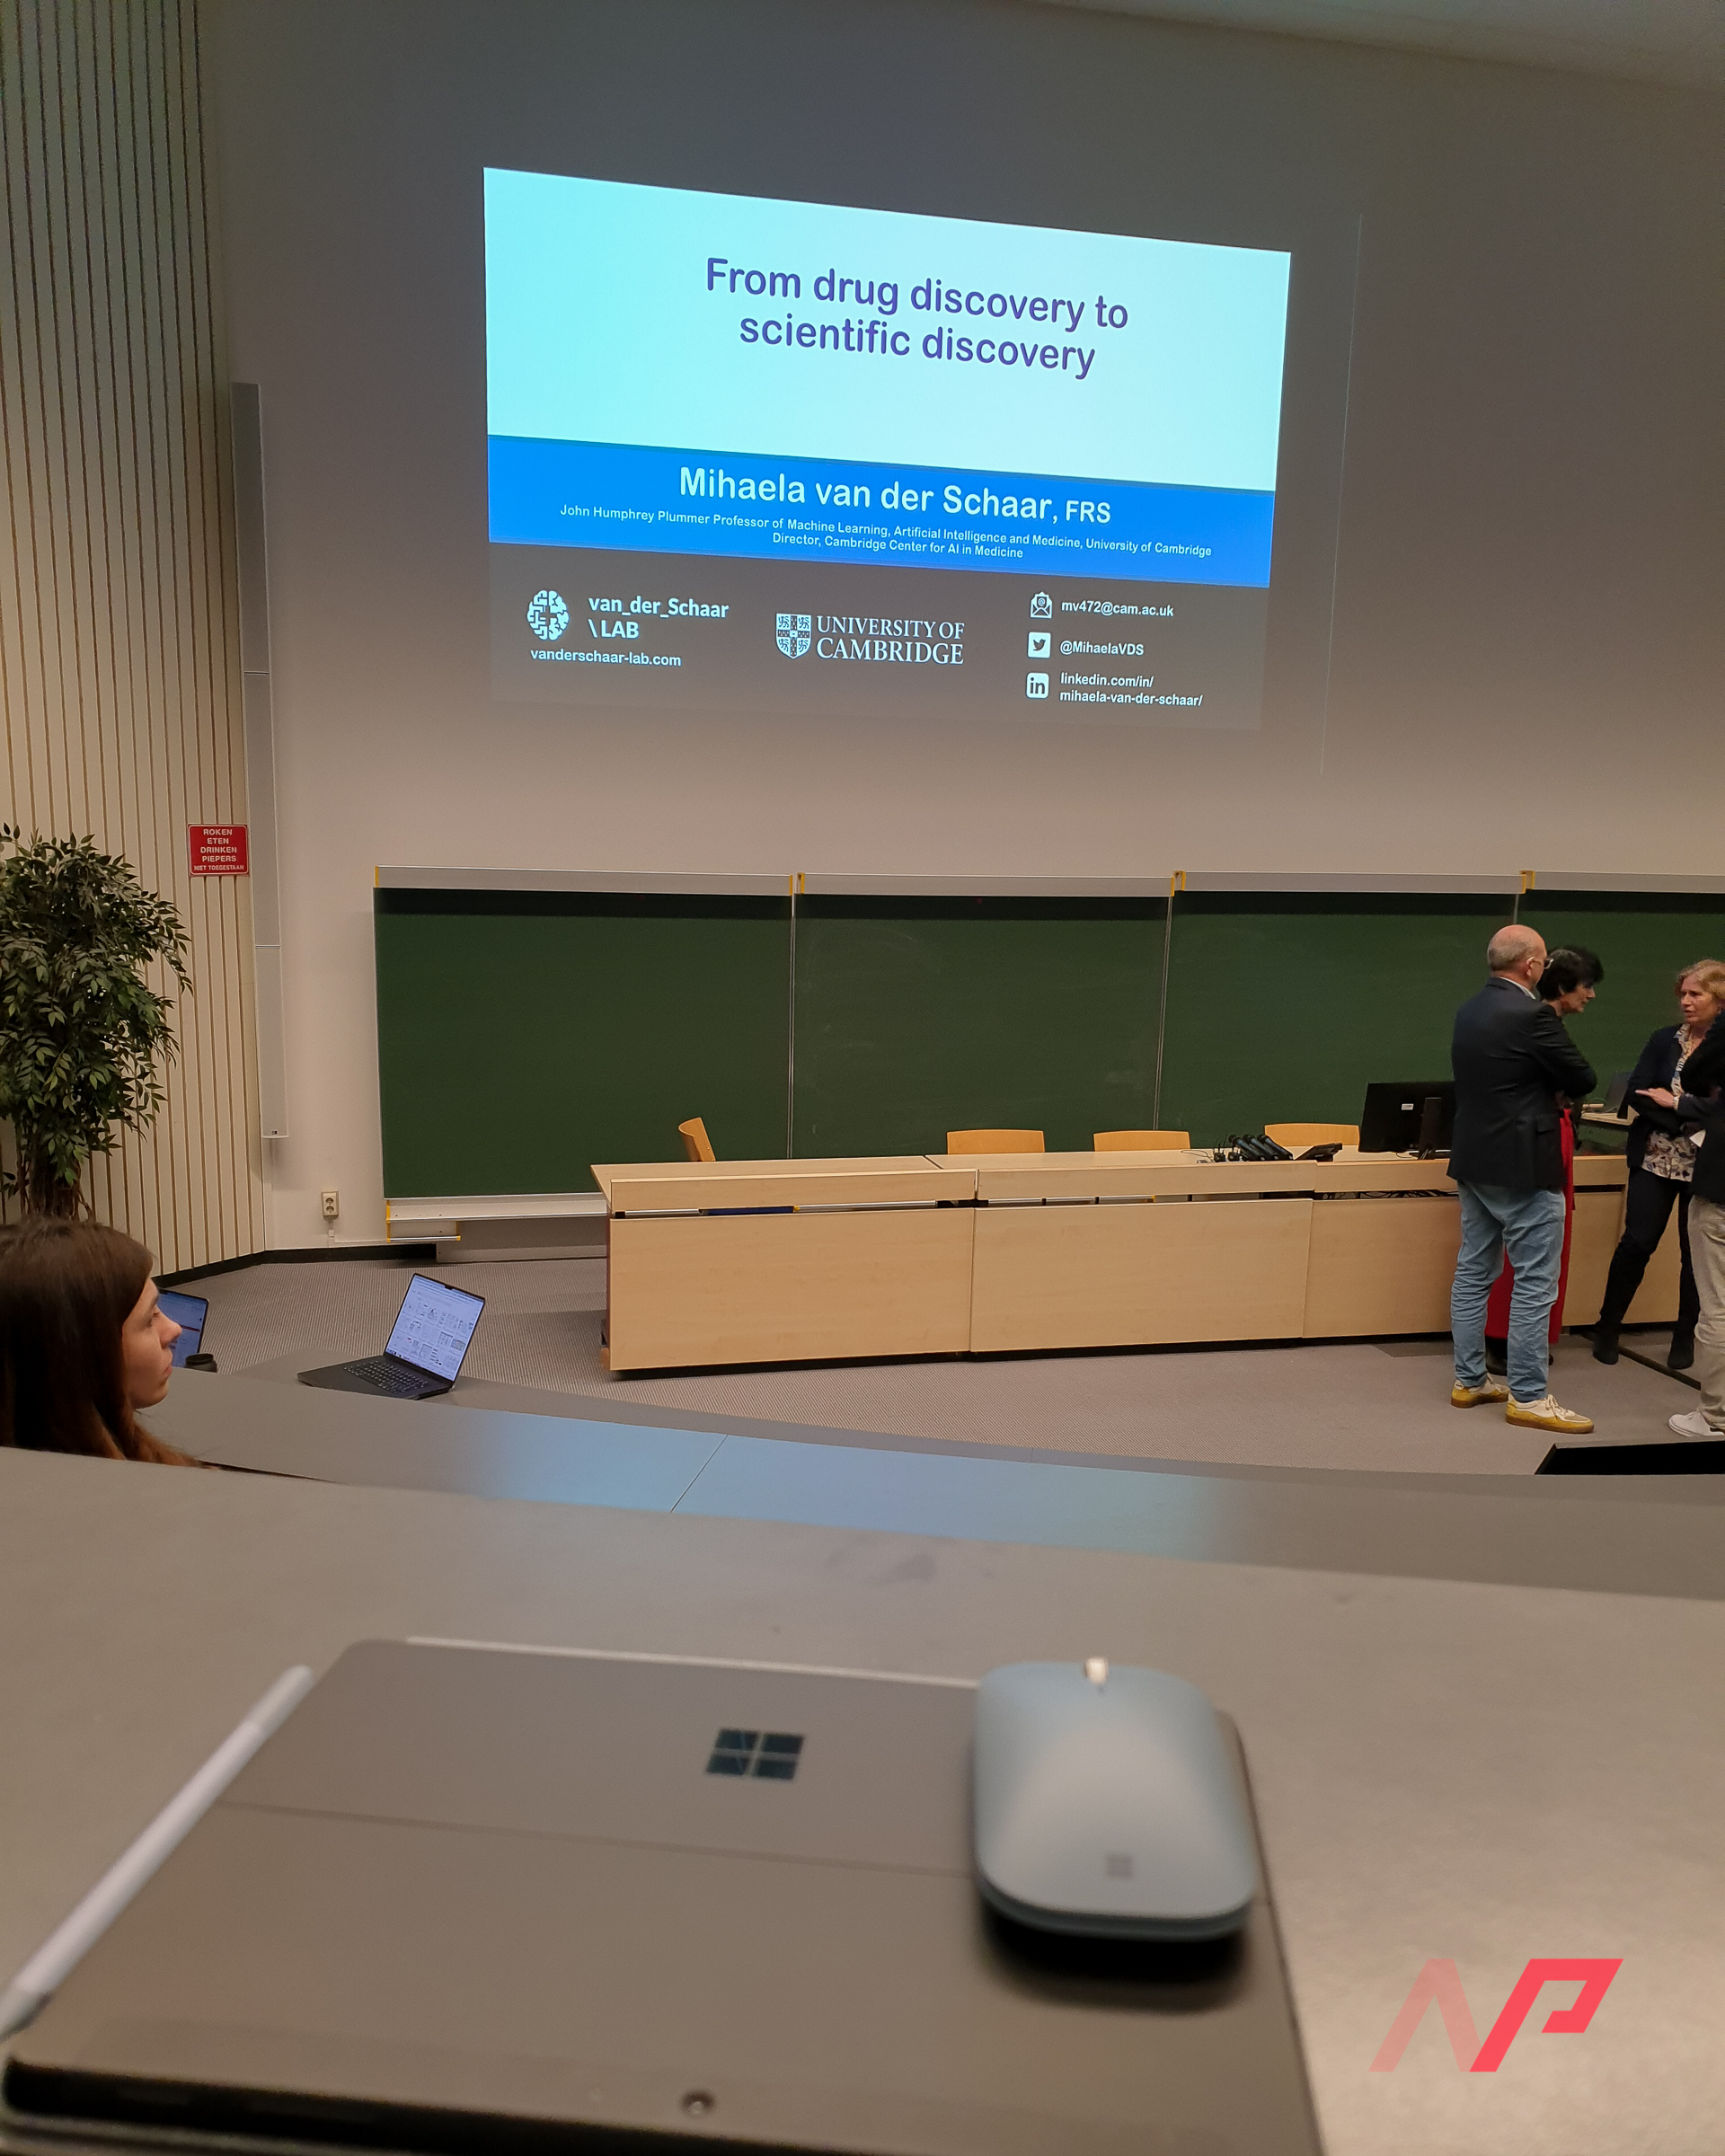 From drug discovery to
scientific discovery
Mihaela van der Schaar, FRS
John Humphrey Plummer Professor of Machine Learning, Artificial Intelligence and Medicine, University of Cambridge
Director, Cambridge Center for AI in Medicine
van_der_Schaar
\LAB
vanderschaar-lab.com
UNIVERSITY OF
CAMBRIDGE
mv472@cam.ac.uk
@MihaelaVDS
in
linkedin.com/in/
mihaela-van-der-schaar/
ROKEN
ETEN
DRINKEN
PIEPERS
NIET TOEGESTAAN
NP